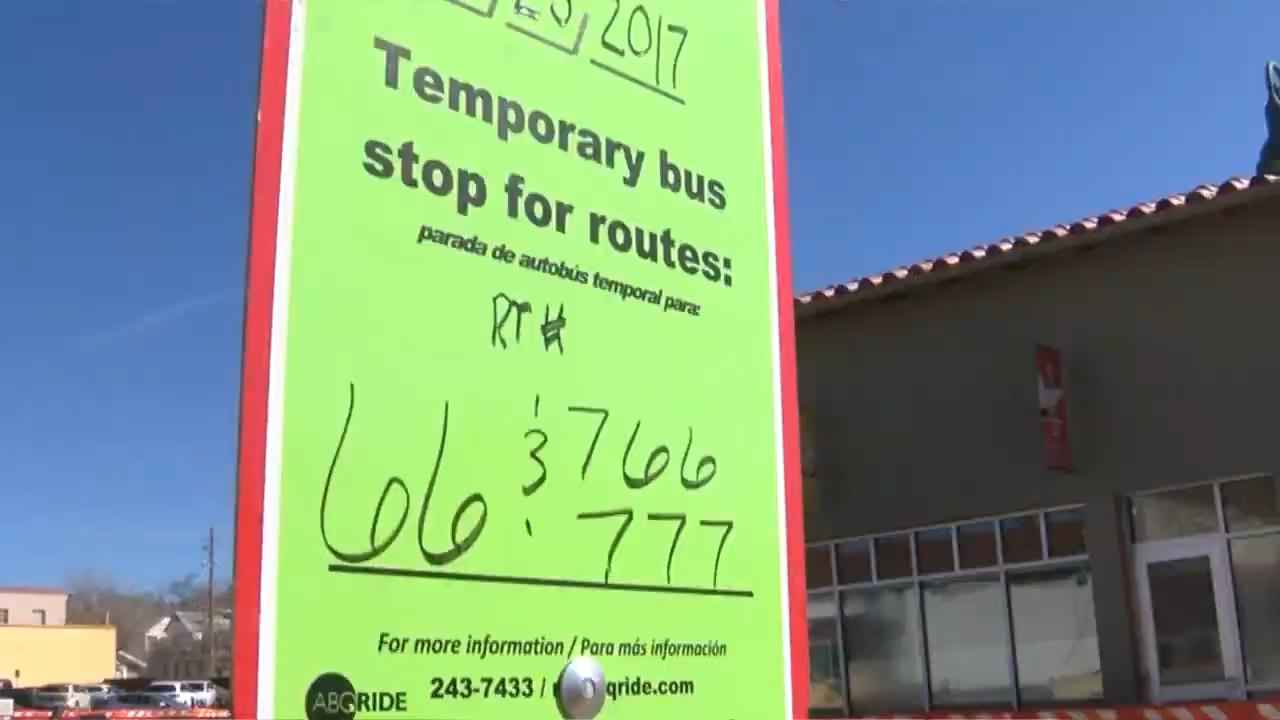 2017
Temporary bus
stop for routes:
parada de autobús temporal para:
RT #
66 & 766
777
For more information / Para más información
ABQRIDE 243-7433 / qride.com